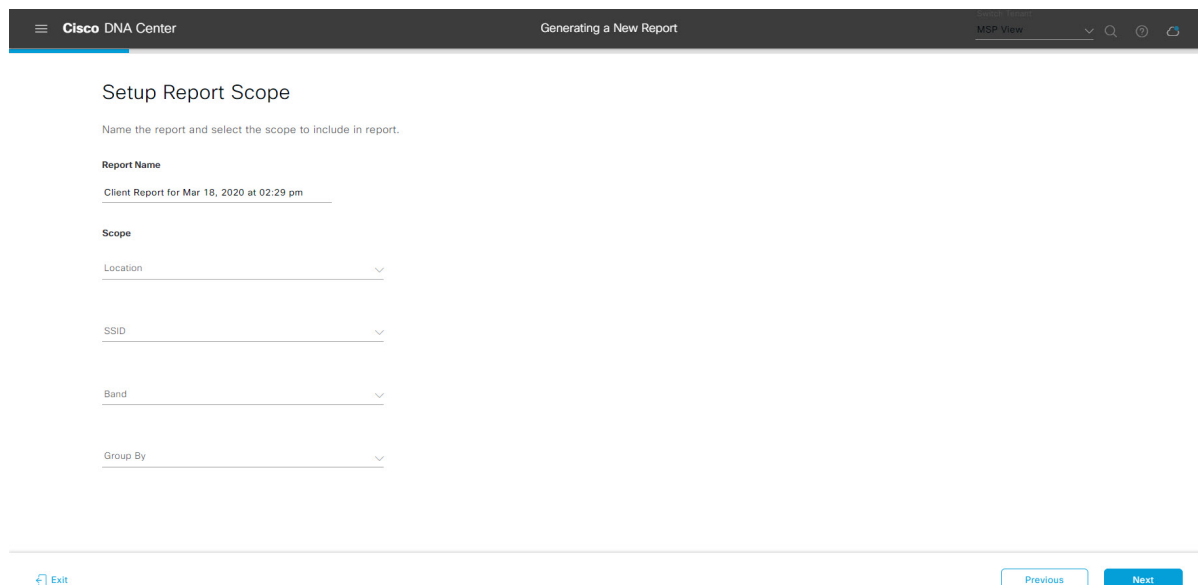 Cisco DNA Center
Generating a New Report
Switch Tenant
MSP View
Setup Report Scope
Name the report and select the scope to include in report.
Report Name
Client Report for Mar 18, 2020 at 02:29 pm
Scope
Location
SSID
Band
Group By
Exit
Previous
Next